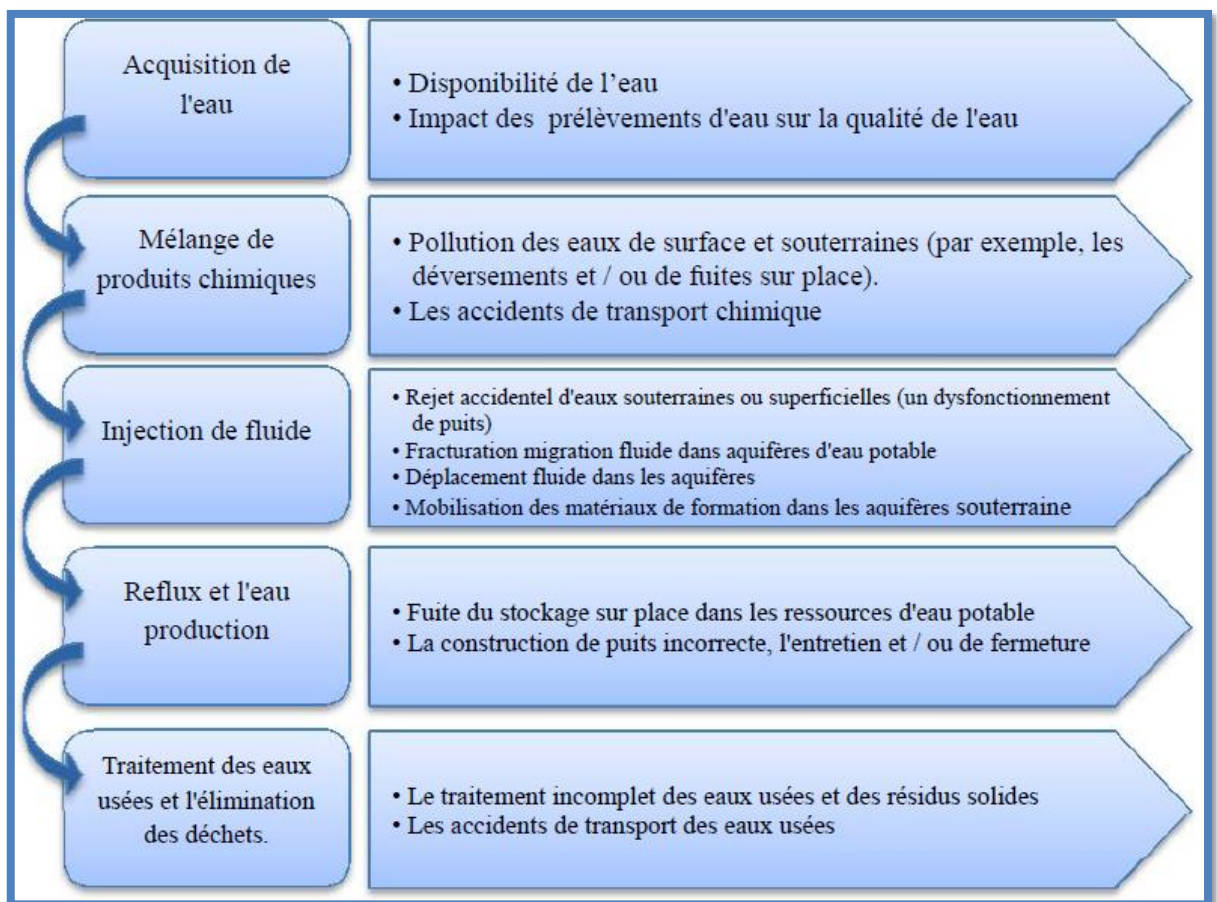 Acquisition de
l'eau
• Disponibilité de l’eau
• Impact des prélèvements d'eau sur la qualité de l'eau
Mélange de
produits chimiques
• Pollution des eaux de surface et souterraines (par exemple, les
déversements et / ou de fuites sur place).
• Les accidents de transport chimique
Injection de fluide
• Rejet accidentel d'eaux souterraines ou superficielles (un dysfonctionnement
de puits)
• Fracturation migration fluide dans aquifères d'eau potable
• Déplacement fluide dans les aquifères
• Mobilisation des matériaux de formation dans les aquifères souterraine
Reflux et l'eau
production
• Fuite du stockage sur place dans les ressources d'eau potable
• La construction de puits incorrecte, l'entretien et / ou de fermeture
Traitement des eaux
usées et l'élimination
des déchets.
• Le traitement incomplet des eaux usées et des résidus solides
• Les accidents de transport des eaux usées